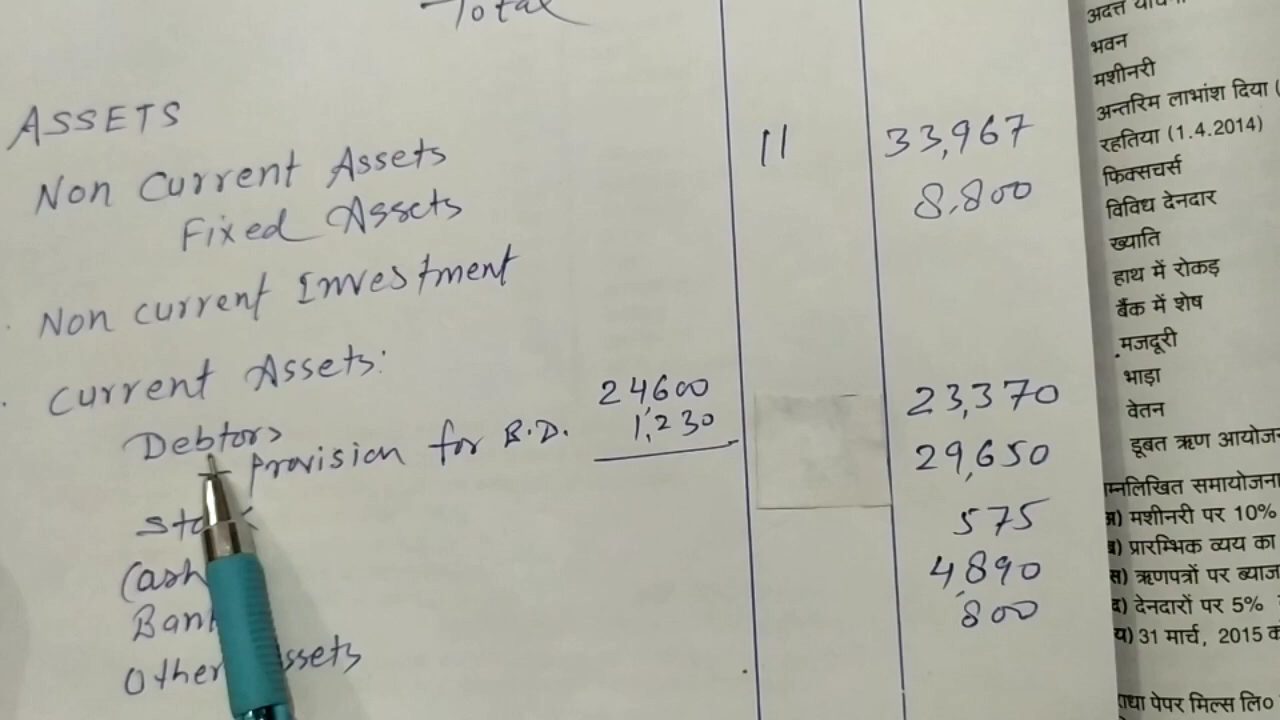 Total
ASSETS
Non Current Assets 11 33,967
Fixed Assets 8,800
Non current Investment
Current Assets:
Debtors 24600 23,370
- Provision for B.D. 1,230 29,650
575
Cash 4,890
800
Other Assets
अदत्त
भवन
मशीनरी
अन्तरिम लाभांश दिया (
रहतिया (1.4.2014)
फिक्सचर्स
विविध देनदार
ख्याति
हाथ में रोकड़
बैंक में शेष
मजदूरी
भाड़ा
वेतन
डूबत ऋण आयोजन
म्नलिखित समायोजना
अ) मशीनरी पर 10%
ब) प्रारम्भिक व्यय का
स) ऋणपत्रों पर ब्याज
द) देनदारों पर 5%
य) 31 मार्च, 2015 क
राधा पेपर मिल्स लि०